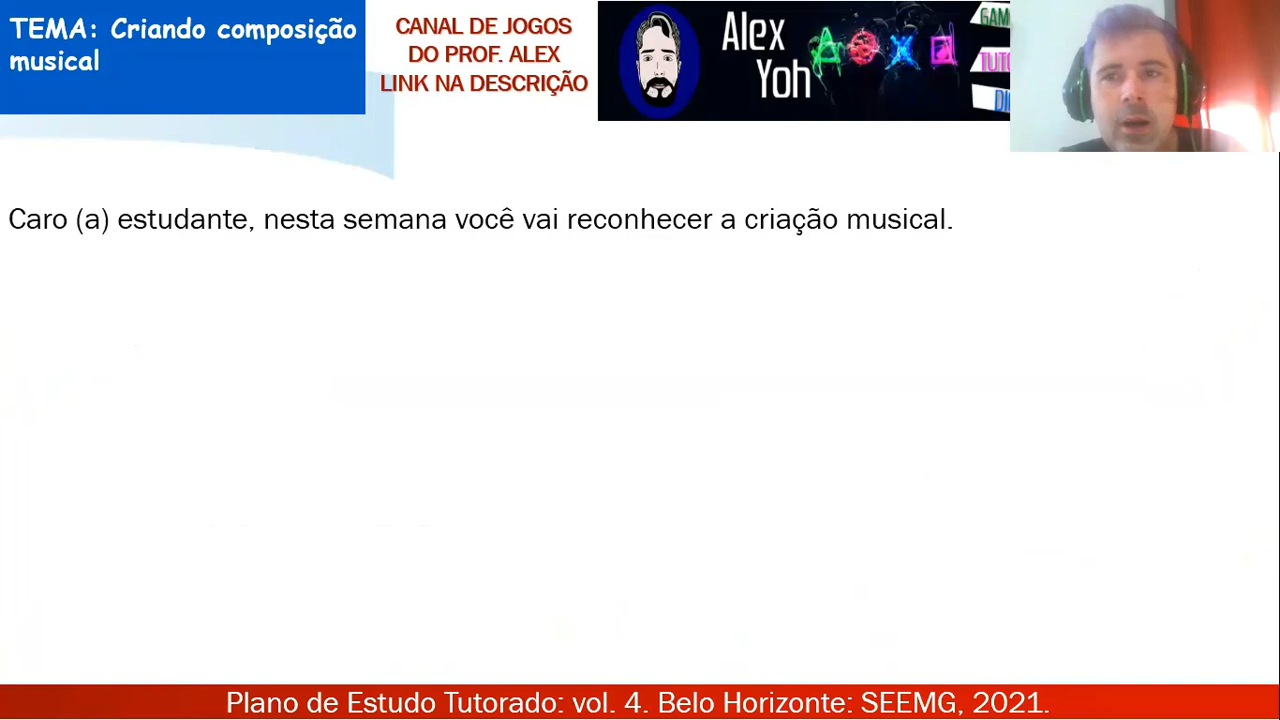 TEMA: Criando composição
musical
CANAL DE JOGOS
DO PROF. ALEX
LINK NA DESCRIÇÃO
Alex
Yoh
Caro (a) estudante, nesta semana você vai reconhecer a criação musical.
Plano de Estudo Tutorado: vol. 4. Belo Horizonte: SEEMG, 2021.